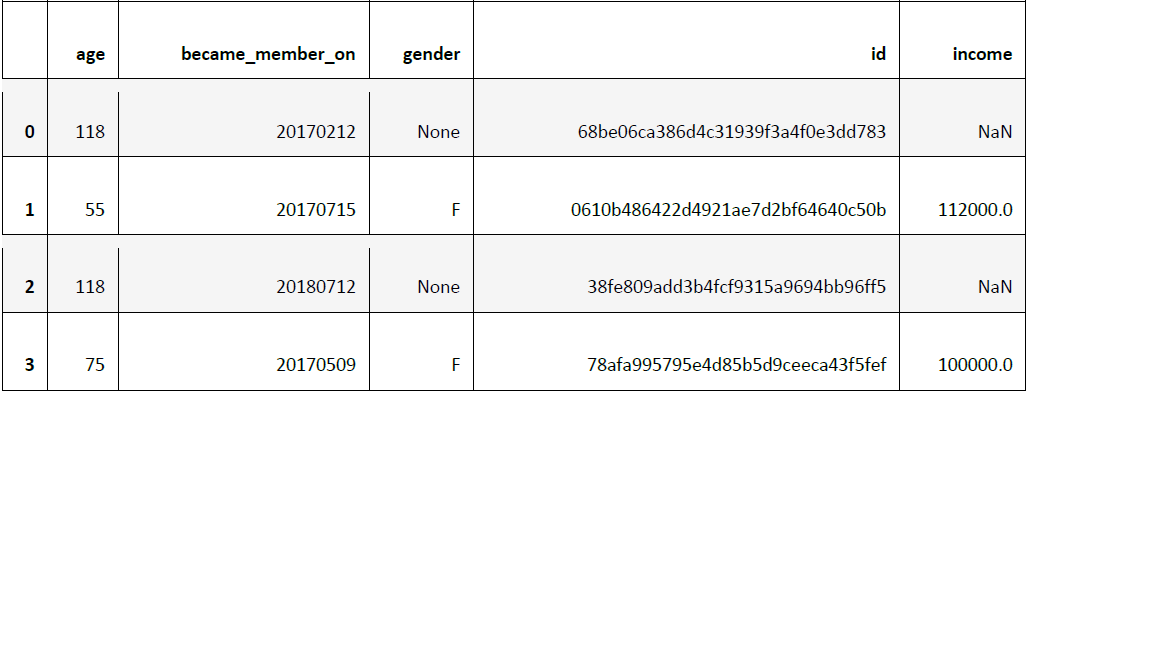 age became_member_on gender id income
0 118 20170212 None 68be06ca386d4c31939f3a4f0e3dd783 NaN
1 55 20170715 F 0610b486422d4921ae7d2bf64640c50b 112000.0
2 118 20180712 None 38fe809add3b4fcf9315a9694bb96ff5 NaN
3 75 20170509 F 78afa995795e4d85b5d9ceeca43f5fef 100000.0